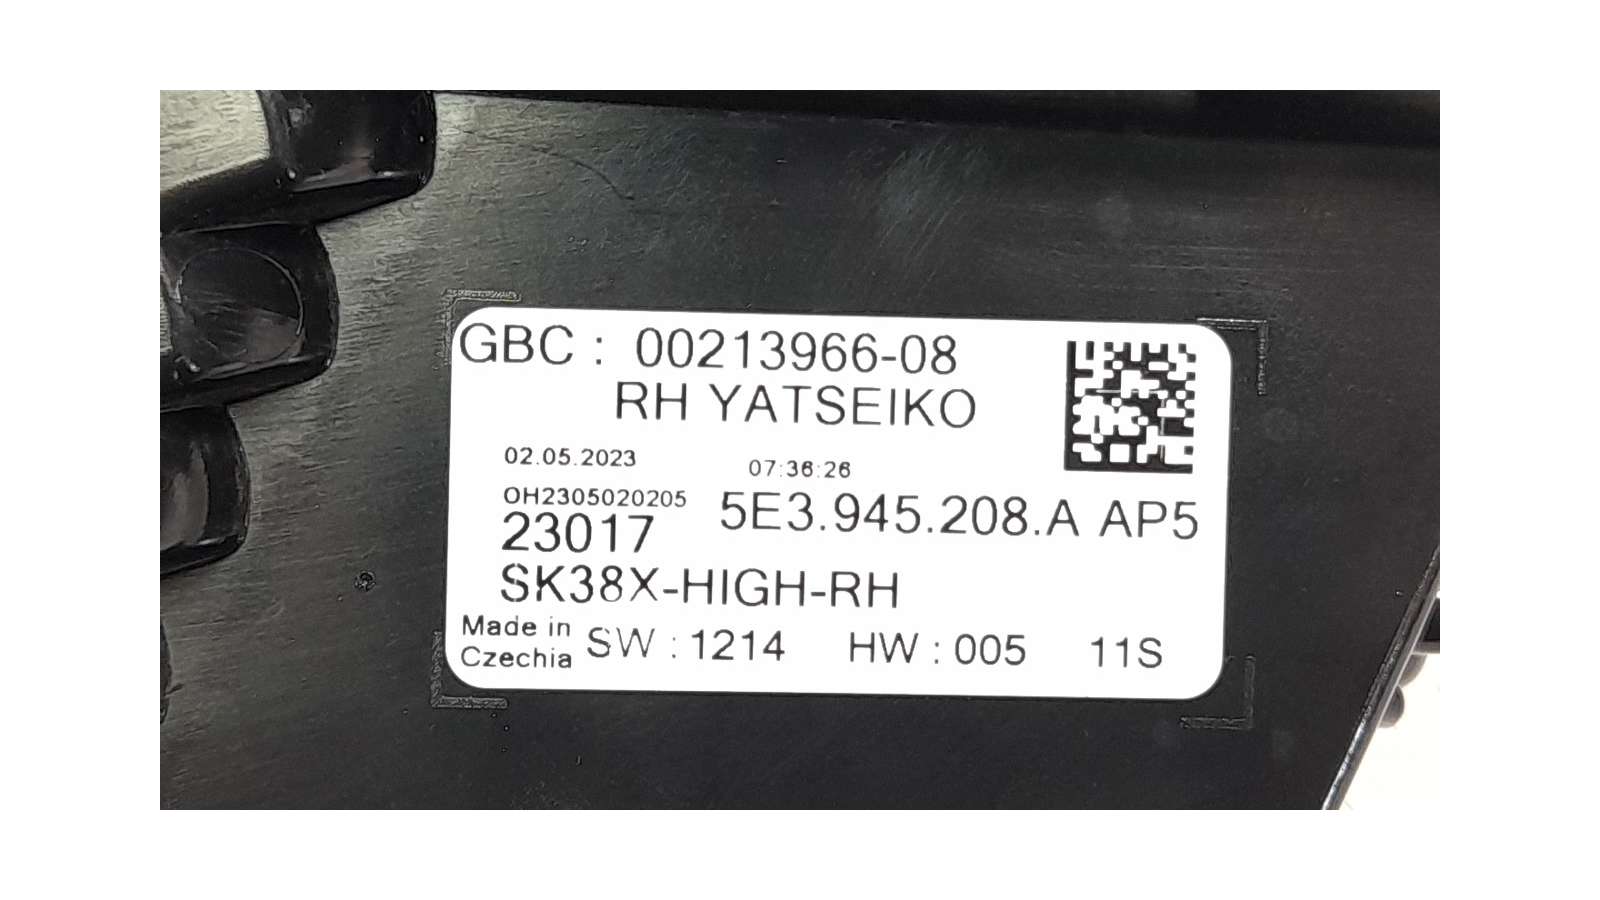 GBC : 00213966-08
RH YATSEIKO
02.05.2023 07:36:26
OH2305020205
5E3.945.208.A AP5
23017
SK38X-HIGH-RH
Made in
Czechia
SW : 1214 HW : 005 11S